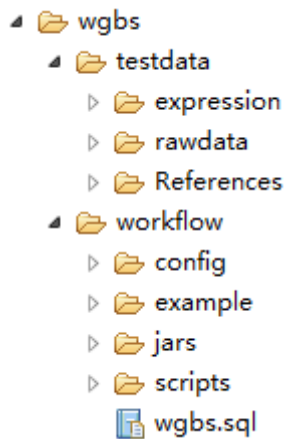 wgbs
testdata
expression
rawdata
References
workflow
config
example
jars
scripts
wgbs.sql